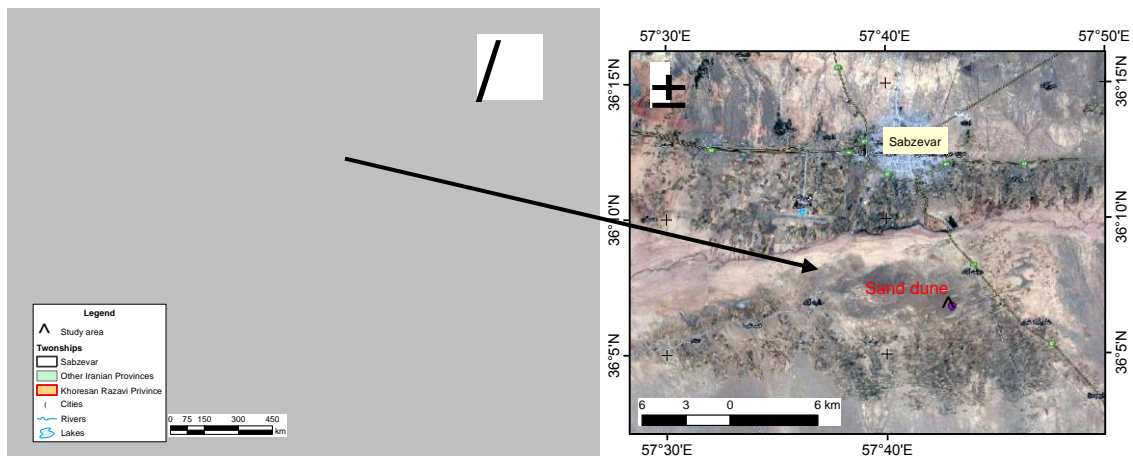 Legend
Study area
Twonships
Sabzevar
Other Iranian Provinces
Khoresan Razavi Privince
Cities
Rivers
Lakes
0 75 150 300 450
km
57°30'E 57°40'E 57°50'E
36°15'N 36°15'N
Sabzevar
36°10'N
36°10'N
Sand dune
36°5'N 36°5'N
6 3 0 6 km
57°30'E 57°40'E 57°50'E